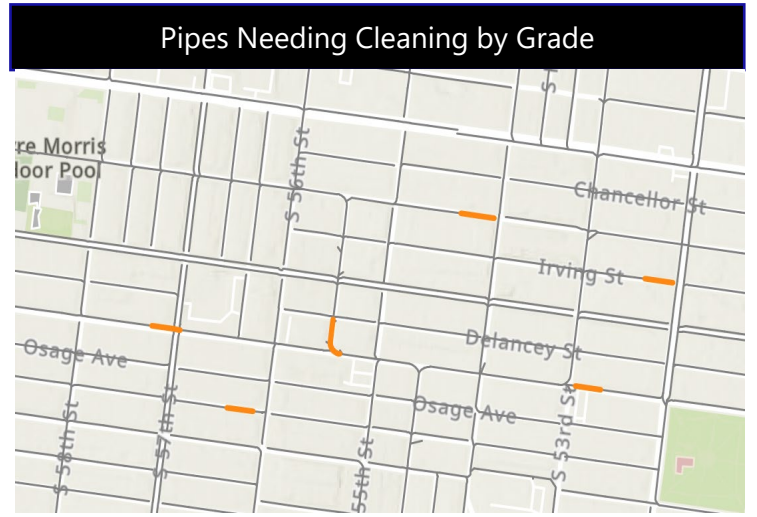 Pipes Needing Cleaning by Grade
rre Morris
loor Pool
S 56th St
Chancellor St
Irving St
Delancey St
Osage Ave
Osage Ave
S 58th St
S 57th St
55th St
S 53rd St